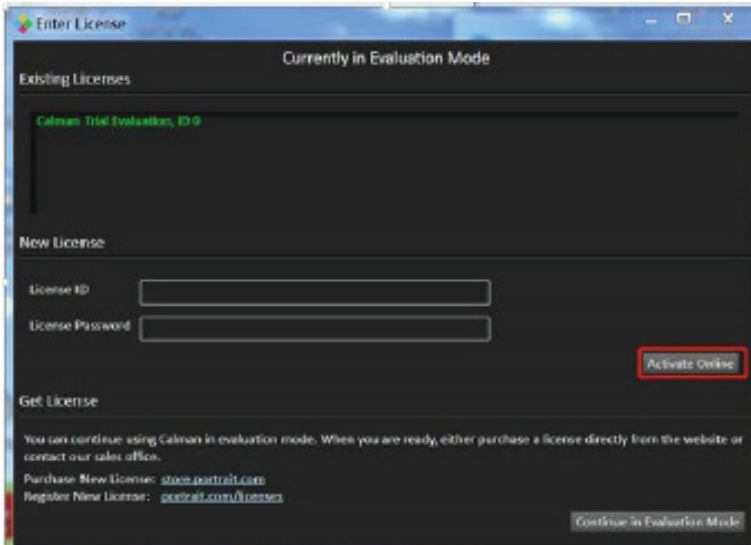 Enter License
Currently in Evaluation Mode
Existing Licenses
Calman Trial Evaluation, ID 0
New License
License ID
License Password
Activate Online
Get License
You can continue using Calman in evaluation mode. When you are ready, either purchase a license directly from the website or
contact our sales office.
Purchase New License: store.portrait.com
Register New License: portrait.com/licenses
Continue in Evaluation Mode